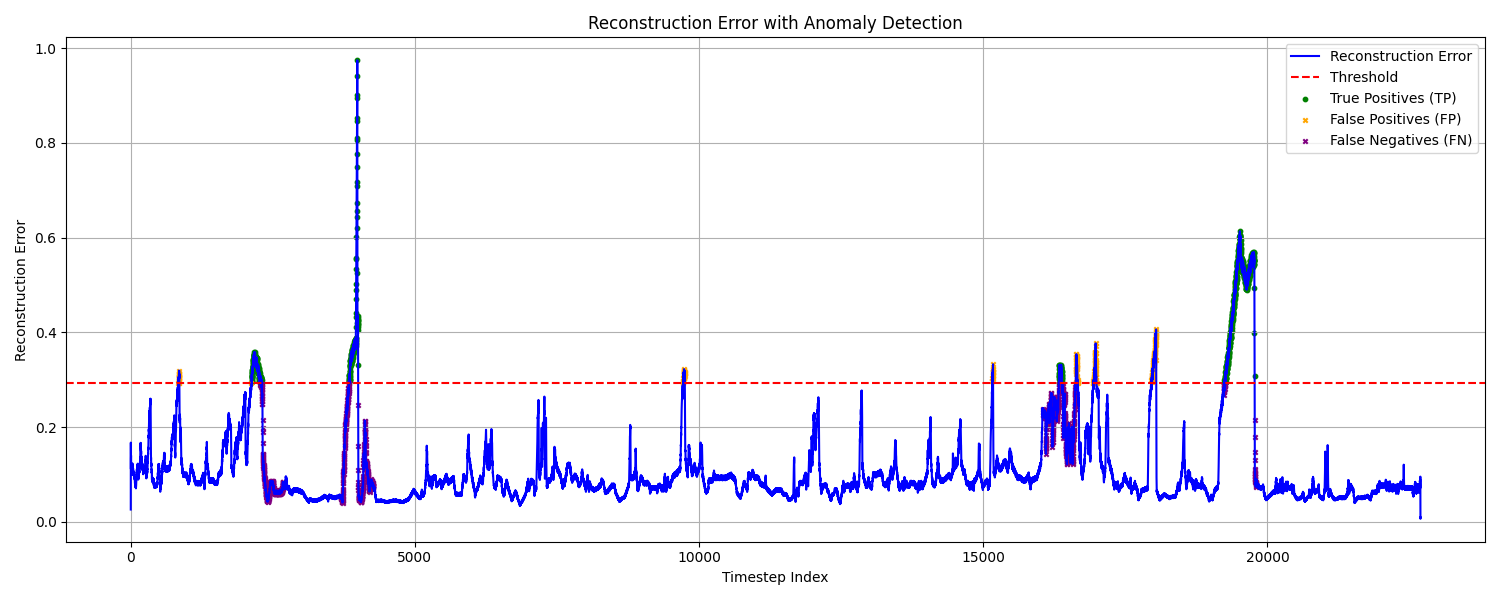 Reconstruction Error with Anomaly Detection
Reconstruction Error
Threshold
True Positives (TP)
False Positives (FP)
False Negatives (FN)
1.0
0.8
0.6
0.4
0.2
0.0
Reconstruction Error
0 5000 10000 15000 20000
Timestep Index